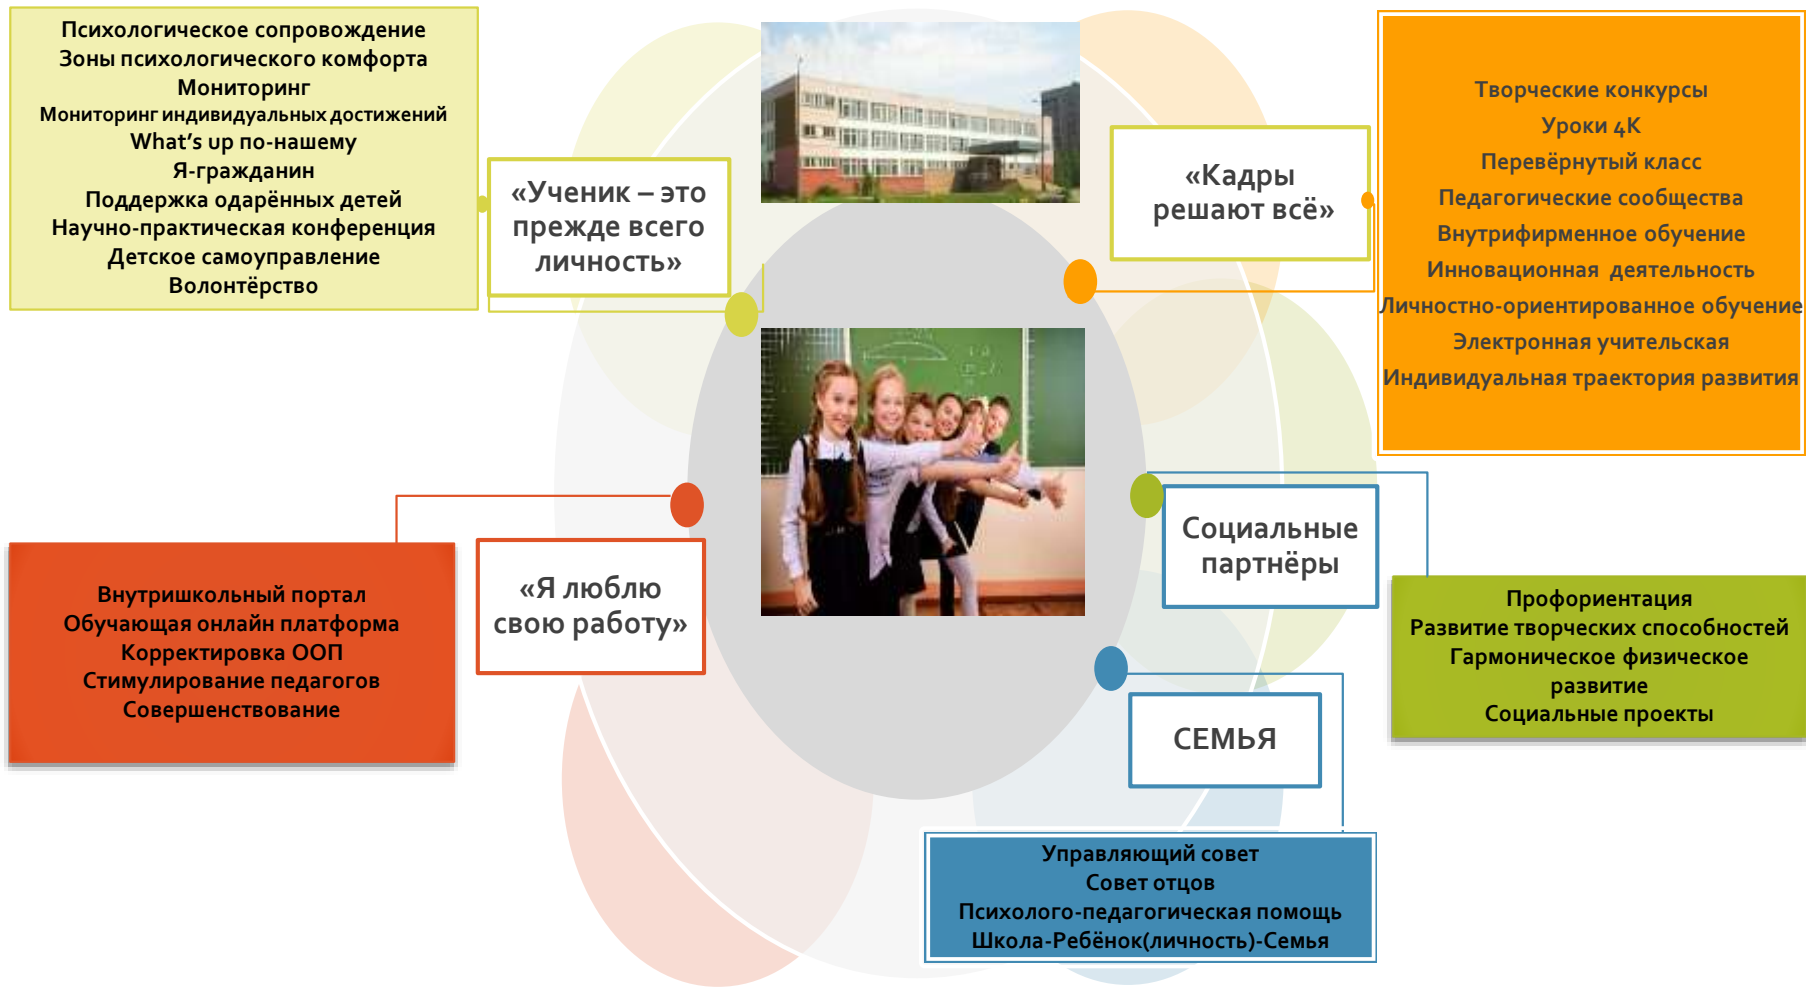 Психологическое сопровождение
Зоны психологического комфорта
Мониторинг
Мониторинг индивидуальных достижений
What's up по-нашему
Я-гражданин
Поддержка одарённых детей
Научно-практическая конференция
Детское самоуправление
Волонтёрство
«Ученик – это
прежде всего
личность»
«Кадры
решают всё»
Творческие конкурсы
Уроки 4К
Перевёрнутый класс
Педагогические сообщества
Внутрифирменное обучение
Инновационная деятельность
Личностно-ориентированное обучение
Электронная учительская
Индивидуальная траектория развития
«Я люблю
свою работу»
Внутришкольный портал
Обучающая онлайн платформа
Корректировка ООП
Стимулирование педагогов
Совершенствование
Социальные
партнёры
Профориентация
Развитие творческих способностей
Гармоническое физическое
развитие
Социальные проекты
СЕМЬЯ
Управляющий совет
Совет отцов
Психолого-педагогическая помощь
Школа-Ребёнок(личность)-Семья